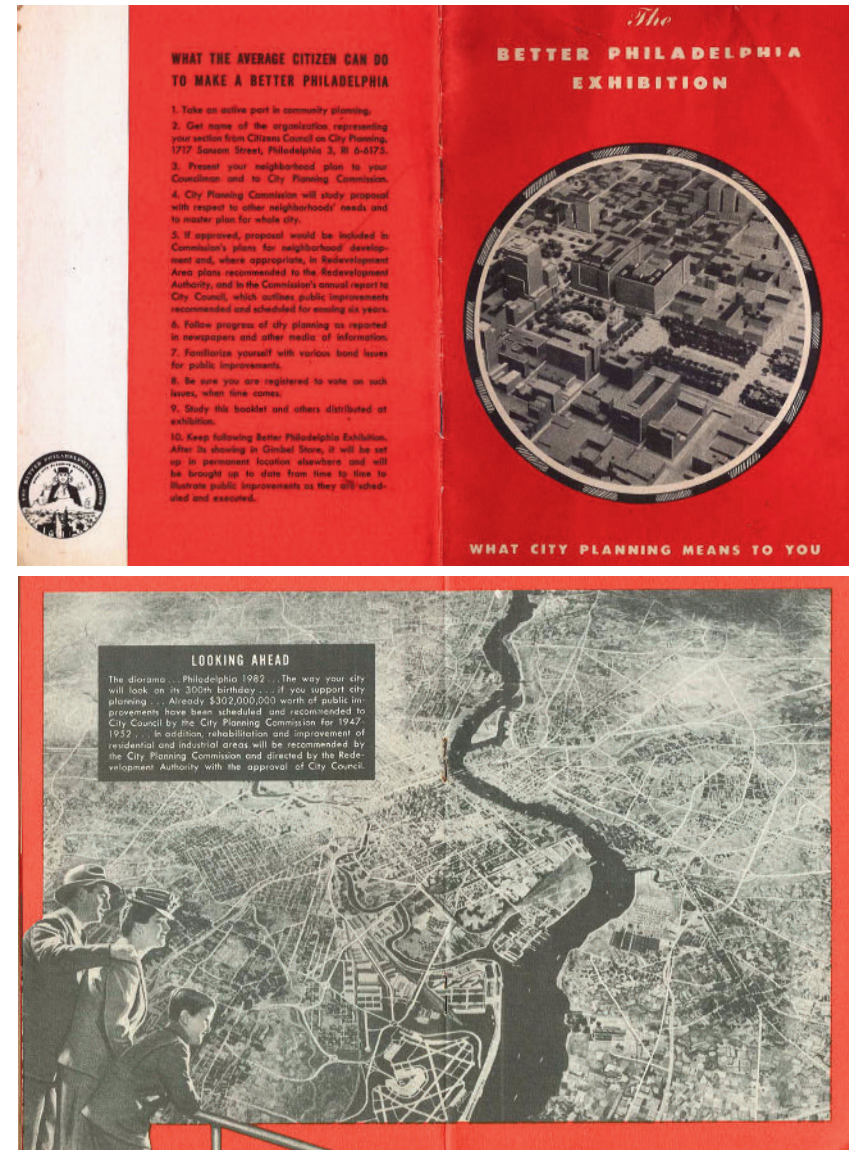 WHAT THE AVERAGE CITIZEN CAN DO
TO MAKE A BETTER PHILADELPHIA
1. Take an active part in community planning.
2. Get name of the organization representing
your section from Citizens Council on City Planning,
1717 Sansom Street, Philadelphia 3, RI 6-6175.
3. Present your neighborhood plan to your
Councilman and to City Planning Commission.
4. City Planning Commission will study proposal
with respect to other neighborhoods' needs and
to master plan for whole city.
5. If approved, proposal would be included in
Commission's plans for neighborhood develop-
ment and, where appropriate, in Redevelopment
Area plans recommended to the Redevelopment
Authority, and in the Commission's annual report to
City Council, which outlines public improvements
recommended and scheduled for ensuing six years.
6. Follow progress of city planning as reported
in newspapers and other media of information.
7. Familiarize yourself with various bond issues
for public improvements.
8. Be sure you are registered to vote on such
issues, when time comes.
9. Study this booklet and others distributed at
exhibition.
10. Keep following Better Philadelphia Exhibition.
After its showing in Gimbel Store, it will be set
up in permanent location elsewhere and will
be brought up to date from time to time to
illustrate public improvements as they are sched-
uled and executed.
THE BETTER PHILADELPHIA EXHIBITION
The
BETTER PHILADELPHIA
EXHIBITION
WHAT CITY PLANNING MEANS TO YOU
LOOKING AHEAD
The diorama . . . Philadelphia 1982 . . . The way your city
will look on its 300th birthday . . . if you support city
planning . . . Already $302,000,000 worth of public im-
provements have been scheduled and recommended to
City Council by the City Planning Commission for 1947-
1952 . . . In addition, rehabilitation and improvement of
residential and industrial areas will be recommended by
the City Planning Commission and directed by the Rede-
velopment Authority with the approval of City Council.